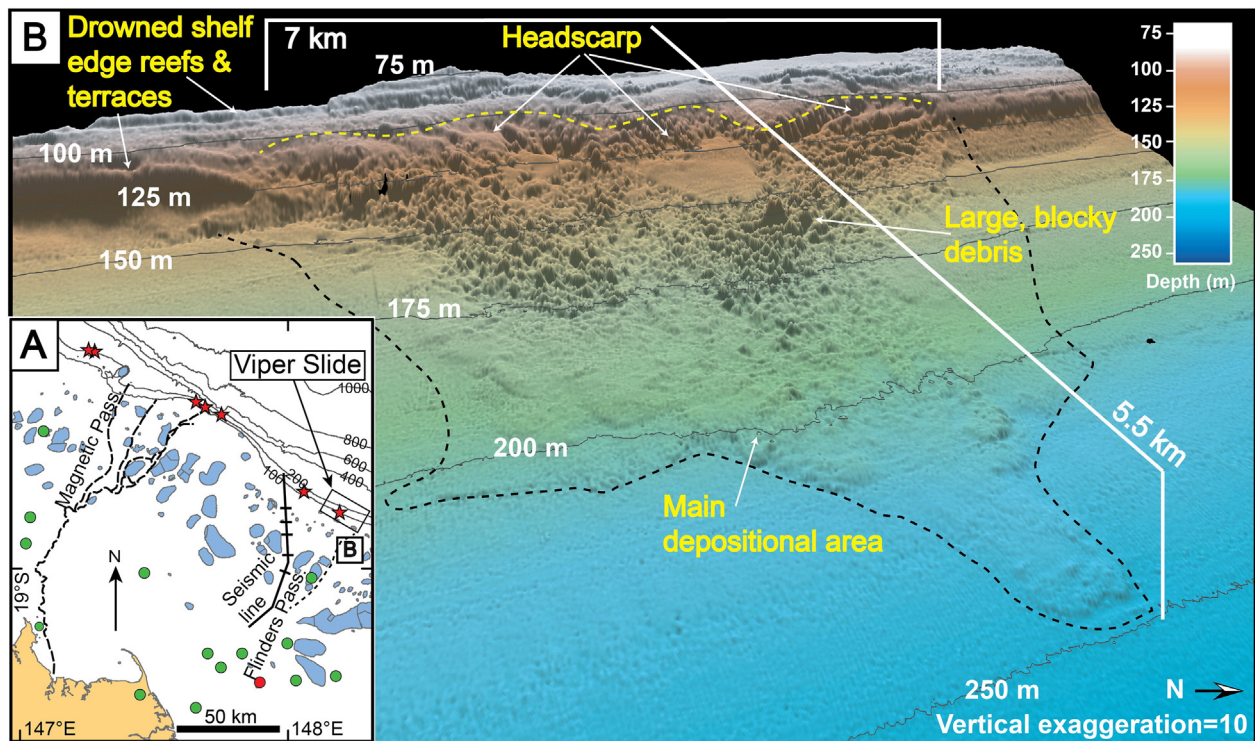 B
Drowned shelf
edge reefs &
terraces
7 km
75 m
Headscarp
100 m
125 m
150 m
175 m
200 m
250 m
Large, blocky
debris
Main
depositional area
5.5 km
75
100
125
150
175
200
250
Depth (m)
N
Vertical exaggeration=10
A
Viper Slide
1000
800
600
400
200
100
Magnetic Pass.
B
N
Seismic
line
Flinders Pass.
19°S
50 km
147°E
148°E